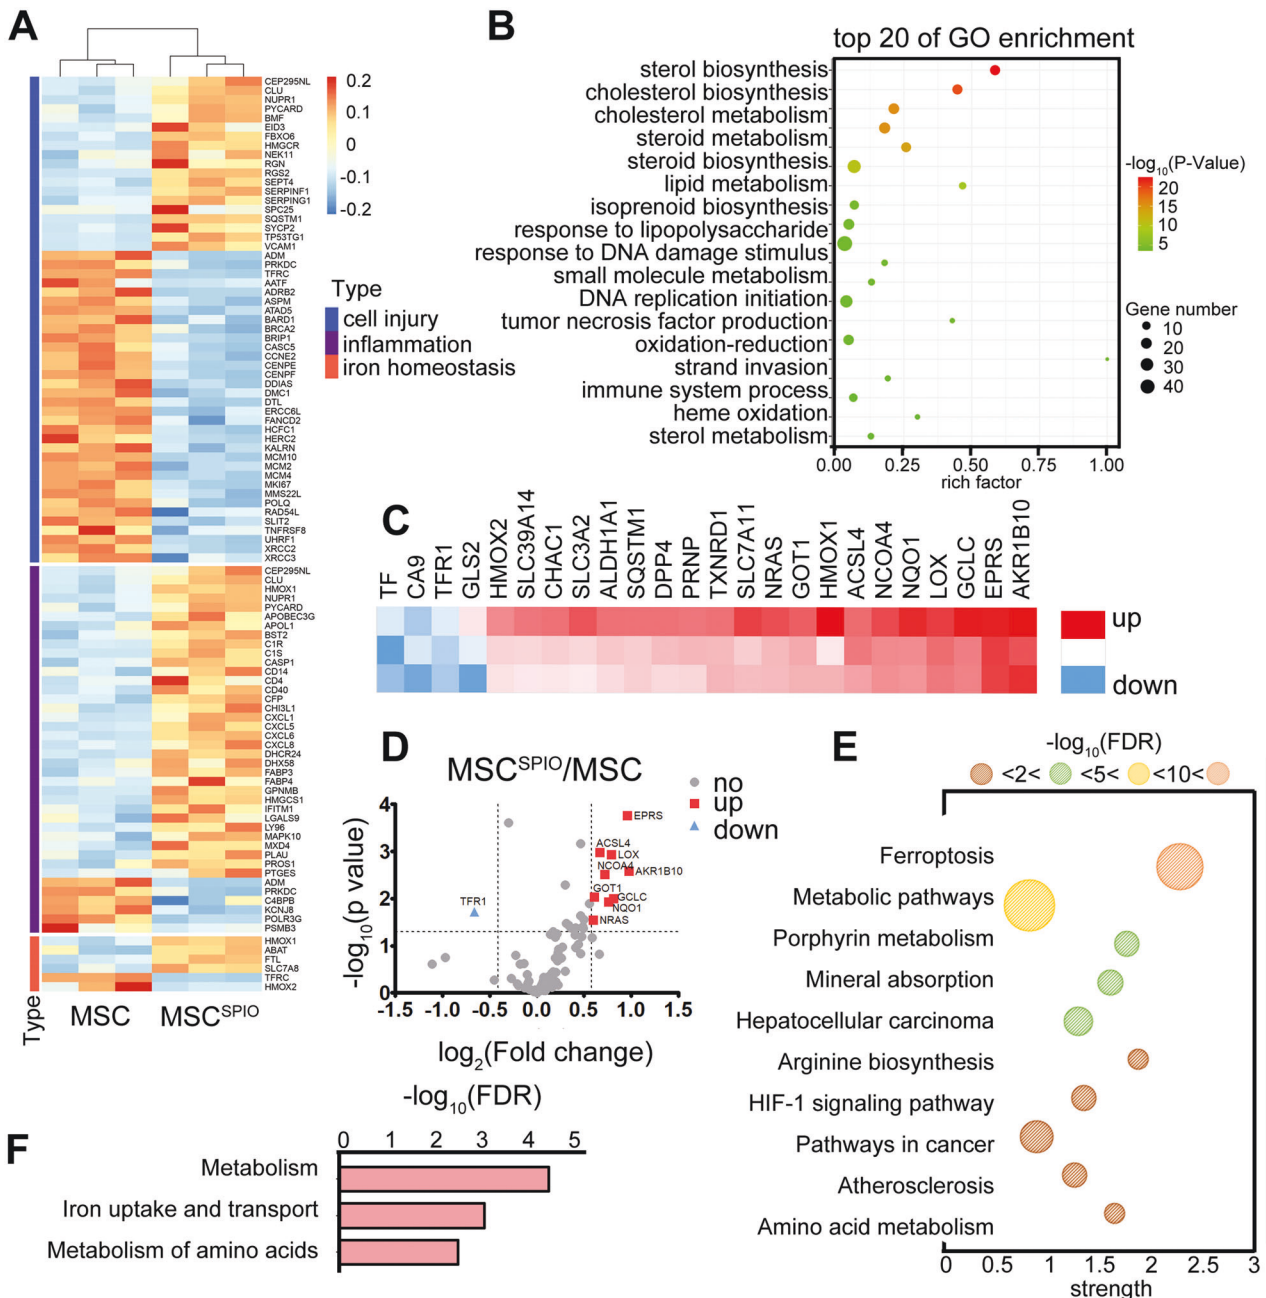 A
CEP295NL
CLU
NUPR1
PYCARD
BMF
EID3
FBXO6
HMGCR
NEK11
RGN
RGS2
SEPT4
SERPINF1
SERPING1
SPC25
SQSTM1
SYCP2
TP53TG1
VCAM1
ADM
PRKDC
TFRC
AATF
ADRB2
ASPM
ATAD5
BARD1
BRCA2
BRIP1
CASC5
CCNE2
CENPE
CENPF
DDIAS
DMC1
DTL
ERCC6L
FANCD2
HCFC1
HERC2
KALRN
MCM10
MCM2
MCM4
MKI67
MMS22L
POLQ
RAD54L
SLIT2
TNFRSF8
UHRF1
XRCC2
XRCC3
CEP295NL
CLU
HMOX1
NUPR1
PYCARD
APOBEC3G
APOL1
BST2
C1R
C1S
CASP1
CD14
CD4
CD40
CFP
CHI3L1
CXCL1
CXCL5
CXCL6
CXCL8
DHCR24
DHX58
FABP3
FABP4
GPNMB
HMGCS1
IFITM1
LGALS9
LY96
MAPK10
MXD4
PLAU
PROS1
PTGES
ADM
PRKDC
C4BPB
KCNJ8
POLR3G
PSMB3
HMOX1
ABAT
FTL
SLC7A8
TFRC
HMOX2
Type
MSC MSCSPIO
0.2
0.1
0
-0.1
-0.2
Type
cell injury
inflammation
iron homeostasis
B
top 20 of GO enrichment
sterol biosynthesis
cholesterol biosynthesis
cholesterol metabolism
steroid metabolism
steroid biosynthesis
lipid metabolism
isoprenoid biosynthesis
response to lipopolysaccharide
response to DNA damage stimulus
small molecule metabolism
DNA replication initiation
tumor necrosis factor production
oxidation-reduction
strand invasion
immune system process
heme oxidation
sterol metabolism
0.00 0.25 0.50 0.75 1.00
rich factor
-log10(P-Value)
20
15
10
5
Gene number
10
20
30
40
C
TF
CA9
TFR1
GLS2
HMOX2
SLC39A14
CHAC1
SLC3A2
ALDH1A1
SQSTM1
DPP4
PRNP
TXNRD1
SLC7A11
NRAS
GOT1
HMOX1
ACSL4
NCOA4
NQO1
LOX
GCLC
EPRS
AKR1B10
up
down
D
MSCSPIO/MSC
no
up
down
-log10(p value)
4
3
2
1
0
EPRS
ACSL4
LOX
NCOA4
AKR1B10
GOT1
GCLC
NQO1
NRAS
TFR1
-1.5 -1.0 -0.5 0.0 0.5 1.0 1.5
log2(Fold change)
E
-log10(FDR)
<2< <5< <10<
Ferroptosis
Metabolic pathways
Porphyrin metabolism
Mineral absorption
Hepatocellular carcinoma
Arginine biosynthesis
HIF-1 signaling pathway
Pathways in cancer
Atherosclerosis
Amino acid metabolism
0 0.5 1 1.5 2 2.5 3
strength
F
-log10(FDR)
0 1 2 3 4 5
Metabolism
Iron uptake and transport
Metabolism of amino acids